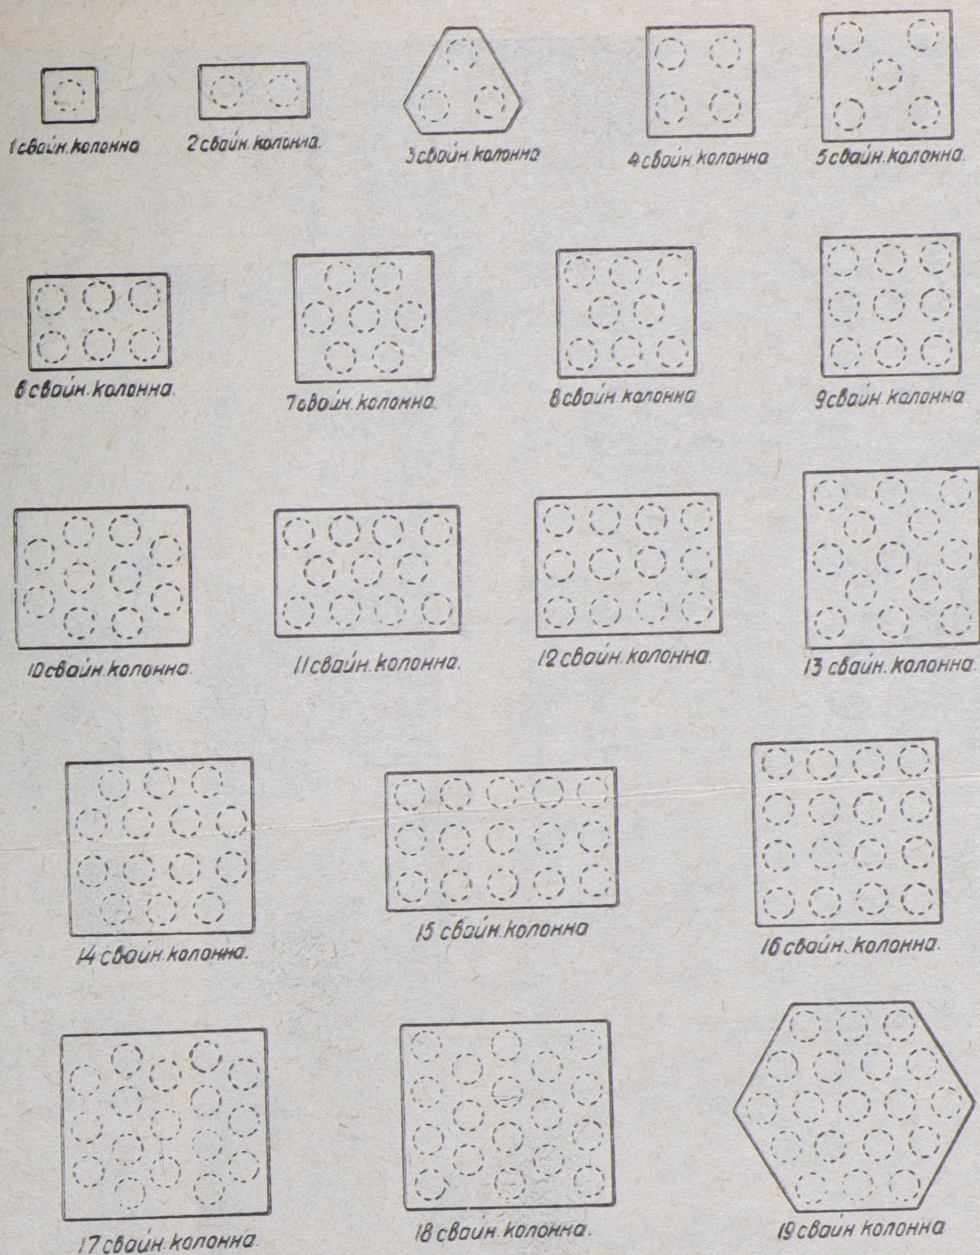 1 свайн. колонна
2 свайн. колонна.
3 свайн. колонна
4 свайн. колонна
5 свайн. колонна.
6 свайн. колонна.
7 свайн. колонна.
8 свайн. колонна
9 свайн. колонна
10 свайн. колонна.
11 свайн. колонна.
12 свайн. колонна.
13 свайн. колонна.
14 свайн. колонна.
15 свайн. колонна
16 свайн. колонна.
17 свайн. колонна.
18 свайн. колонна.
19 свайн колонна